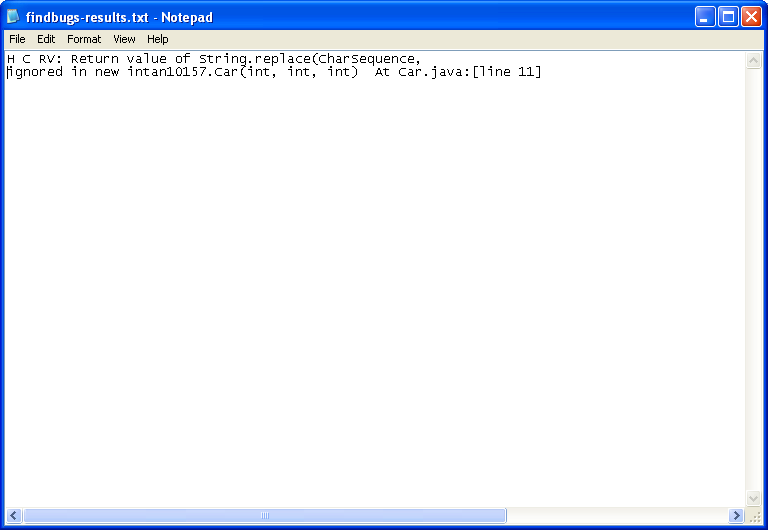 findbugs-results.txt - Notepad
File Edit Format View Help
H C RV: Return value of String.replace(CharSequence,
ignored in new intan10157.Car(int, int, int)  At Car.java:[line 11]